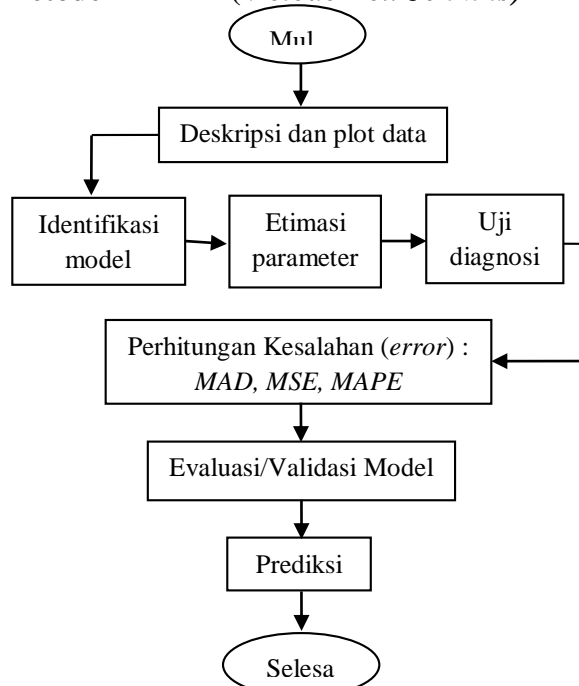 Mul
Deskripsi dan plot data
Identifikasi
model
Etimasi
parameter
Uji
diagnosi
Perhitungan Kesalahan (error) :
MAD, MSE, MAPE
Evaluasi/Validasi Model
Prediksi
Selesa